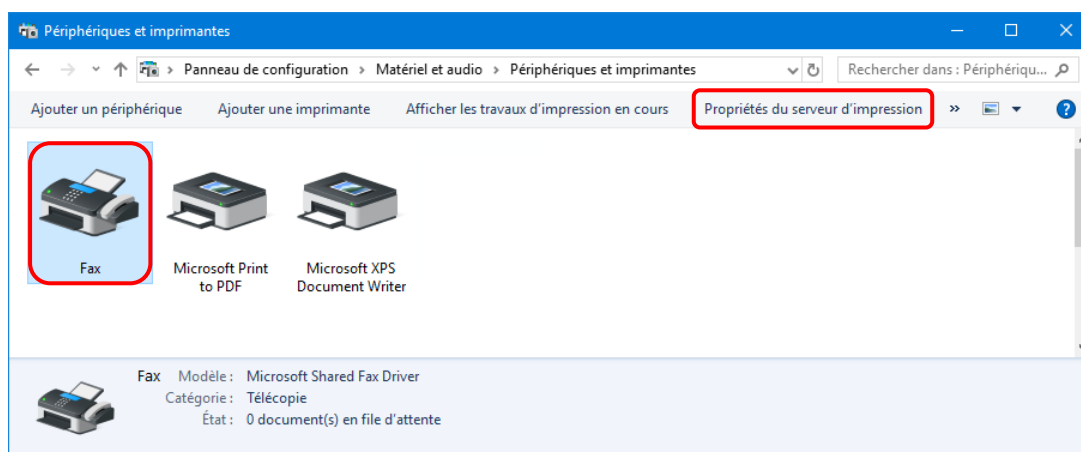 Périphériques et imprimantes
Panneau de configuration > Matériel et audio > Périphériques et imprimantes
Rechercher dans : Périphériqu...
Ajouter un périphérique Ajouter une imprimante Afficher les travaux d'impression en cours Propriétés du serveur d'impression »
Fax
Microsoft Print
to PDF
Microsoft XPS
Document Writer
Fax Modèle : Microsoft Shared Fax Driver
Catégorie : Télécopie
État : 0 document(s) en file d'attente